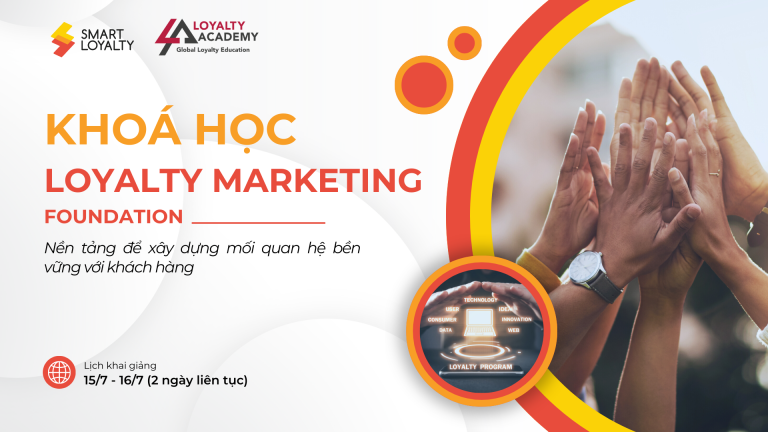 SMART
LOYALTY
LOYALTY
ACADEMY
Global Loyalty Education
KHOÁ HỌC
LOYALTY MARKETING
FOUNDATION
Nền tảng để xây dựng mối quan hệ bền
vững với khách hàng
TECHNOLOGY
IDEA
CONSUMER
INNOVATION
DATA
WEB
LOYALTY PROGRAM
Lịch khai giảng
15/7 - 16/7 (2 ngày liên tục)